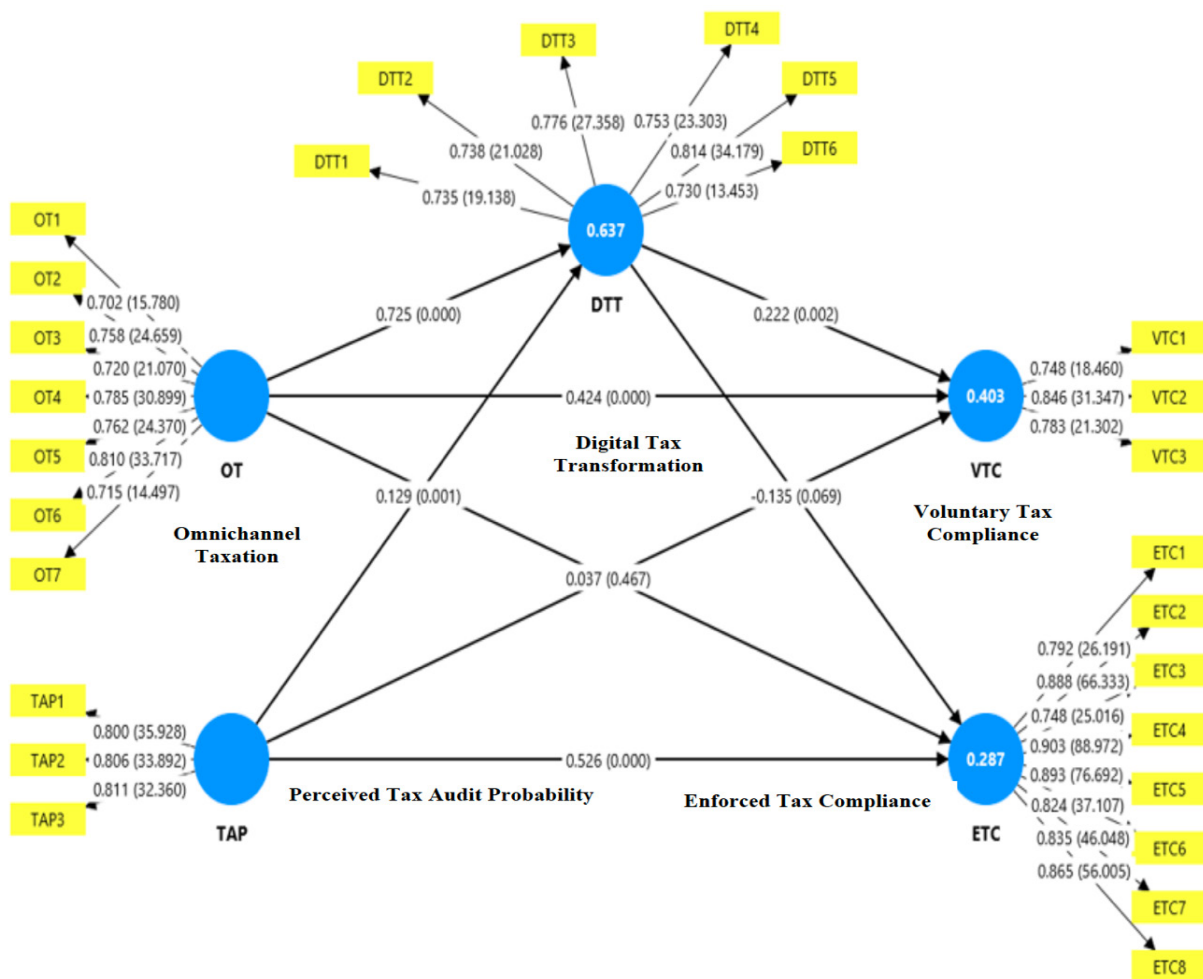 DTT3
DTT4
DTT2
DTT5
DTT1
DTT6
0.776 (27.358)
0.753 (23.303)
0.738 (21.028)
0.814 (34.179)
0.735 (19.138)
0.730 (13.453)
0.637
DTT
OT1
OT2
OT3
OT4
OT5
OT6
OT7
0.702 (15.780)
0.758 (24.659)
0.720 (21.070)
0.785 (30.899)
0.762 (24.370)
0.810 (33.717)
0.715 (14.497)
OT
Omnichannel
Taxation
0.725 (0.000)
0.222 (0.002)
0.424 (0.000)
Digital Tax
Transformation
0.129 (0.001)
-0.135 (0.069)
0.037 (0.467)
0.403
VTC
Voluntary Tax
Compliance
0.748 (18.460)
0.846 (31.347)
0.783 (21.302)
VTC1
VTC2
VTC3
TAP1
TAP2
TAP3
0.800 (35.928)
0.806 (33.892)
0.811 (32.360)
TAP
0.526 (0.000)
Perceived Tax Audit Probability
Enforced Tax Compliance
0.287
ETC
0.792 (26.191)
0.888 (66.333)
0.748 (25.016)
0.903 (88.972)
0.893 (76.692)
0.824 (37.107)
0.835 (46.048)
0.865 (56.005)
ETC1
ETC2
ETC3
ETC4
ETC5
ETC6
ETC7
ETC8